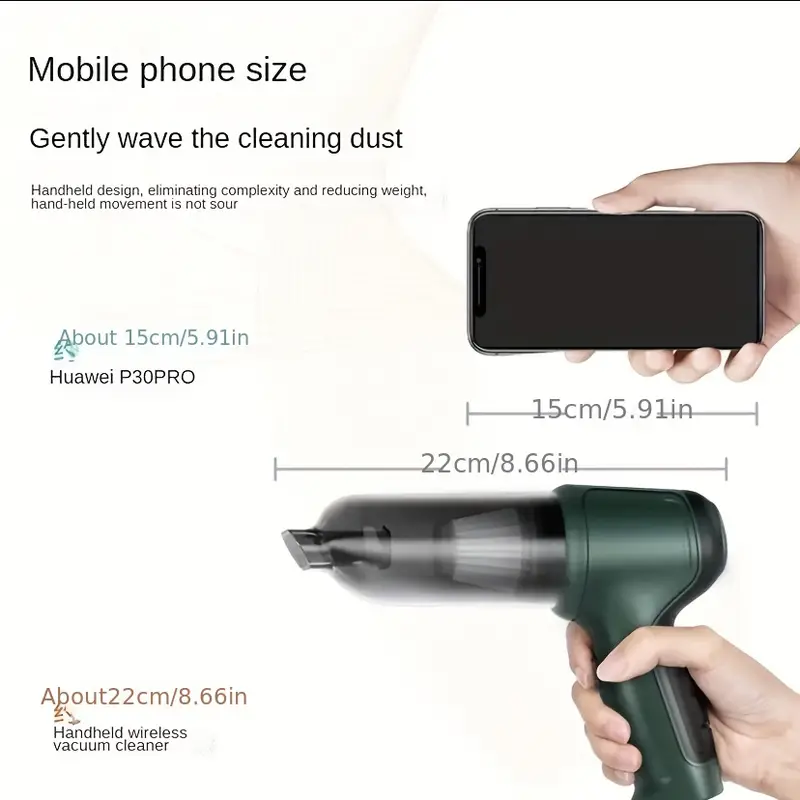 Mobile phone size
Gently wave the cleaning dust
Handheld design, eliminating complexity and reducing weight,
hand-held movement is not sour
About 15cm/5.91in
Huawei P30PRO
15cm/5.91in
22cm/8.66in
About22cm/8.66in
Handheld wireless
vacuum cleaner